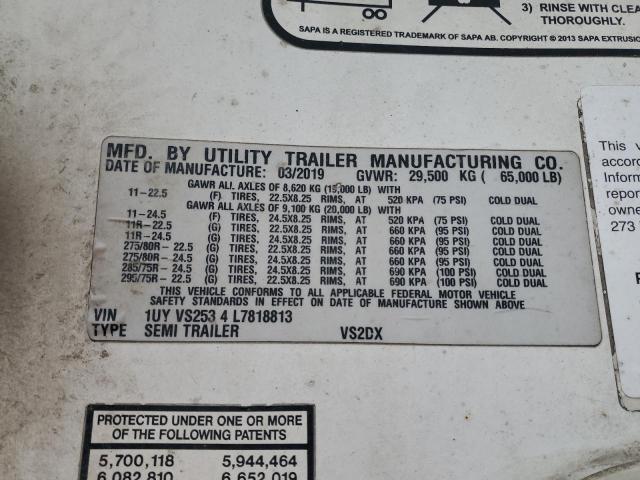 3) RINSE WITH CLEA
THOROUGHLY.
SAPA IS A REGISTERED TRADEMARK OF SAPA AB. COPYRIGHT © 2013 SAPA EXTRUSIO
This v
accord
Inform
report
owne
273
MFD. BY UTILITY TRAILER MANUFACTURING CO.
DATE OF MANUFACTURE: 03/2019 GVWR: 29,500 KG ( 65,000 LB)
GAWR ALL AXLES OF 8,620 KG (19,000 LB) WITH
11-22.5 (F) TIRES, 22.5X8.25 RIMS, AT 520 KPA (75 PSI) COLD DUAL
GAWR ALL AXLES OF 9,100 KG (20,000 LB) WITH
11-24.5 (F) TIRES, 24.5X8.25 RIMS, AT 520 KPA (75 PSI) COLD DUAL
11R-22.5 (G) TIRES, 22.5X8.25 RIMS, AT 660 KPA (95 PSI) COLD DUAL
11R-24.5 (G) TIRES, 24.5X8.25 RIMS, AT 660 KPA (95 PSI) COLD DUAL
275/80R-22.5 (G) TIRES, 22.5X8.25 RIMS, AT 660 KPA (95 PSI) COLD DUAL
275/80R-24.5 (G) TIRES, 24.5X8.25 RIMS, AT 660 KPA (95 PSI) COLD DUAL
285/75R-24.5 (G) TIRES, 24.5X8.25 RIMS, AT 690 KPA (100 PSI) COLD DUAL
295/75R-22.5 (G) TIRES, 22.5X8.25 RIMS, AT 690 KPA (100 PSI) COLD DUAL
THIS VEHICLE CONFORMS TO ALL APPLICABLE FEDERAL MOTOR VEHICLE
SAFETY STANDARDS IN EFFECT ON DATE OF MANUFACTURE SHOWN ABOVE
VIN 1UY VS253 4 L7818813
TYPE SEMI TRAILER VS2DX
PROTECTED UNDER ONE OR MORE
OF THE FOLLOWING PATENTS
5,700,118 5,944,464
6,082,810 6,652,019